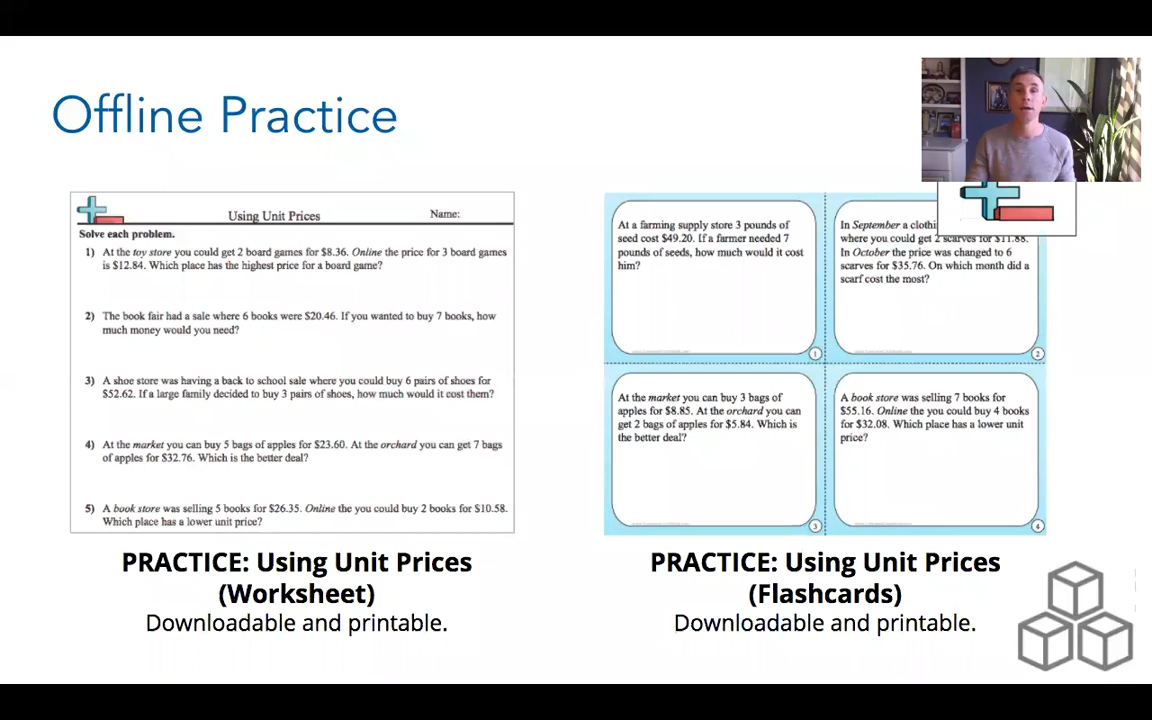 Offline Practice
Using Unit Prices
Name:
Solve each problem.
1) At the toy store you could get 2 board games for $8.36. Online the price for 3 board games
is $12.84. Which place has the highest price for a board game?
2) The book fair had a sale where 6 books were $20.46. If you wanted to buy 7 books, how
much money would you need?
3) A shoe store was having a back to school sale where you could buy 6 pairs of shoes for
$52.62. If a large family decided to buy 3 pairs of shoes, how much would it cost them?
4) At the market you can buy 5 bags of apples for $23.60. At the orchard you can get 7 bags
of apples for $32.76. Which is the better deal?
5) A book store was selling 5 books for $26.35. Online the you could buy 2 books for $10.58.
Which place has a lower unit price?
PRACTICE: Using Unit Prices
(Worksheet)
Downloadable and printable.
At a farming supply store 3 pounds of
seed cost $49.20. If a farmer needed 7
pounds of seeds, how much would it cost
him?
1
In September a clothi
where you could get 2 scarves for $11.88.
In October the price was changed to 6
scarves for $35.76. On which month did a
scarf cost the most?
2
At the market you can buy 3 bags of
apples for $8.85. At the orchard you can
get 2 bags of apples for $5.84. Which is
the better deal?
3
A book store was selling 7 books for
$55.16. Online the you could buy 4 books
for $32.08. Which place has a lower unit
price?
4
PRACTICE: Using Unit Prices
(Flashcards)
Downloadable and printable.